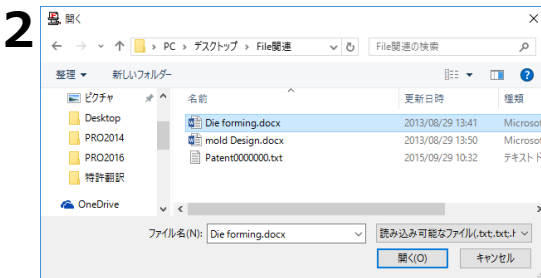 2
開く
PC › デスクトップ › File関連
File関連の検索
整理 ▼ 新しいフォルダー
ピクチャ
Desktop
PRO2014
PRO2016
特許翻訳
OneDrive
名前 更新日時 種類
Die forming.docx 2013/08/29 13:41 Microsof
mold Design.docx 2013/08/29 13:50 Microsof
Patent0000000.txt 2015/09/29 10:32 テキスト
ファイル名(N): Die forming.docx 読み込み可能なファイル(.txt;.txt;.r
開く(O) キャンセル